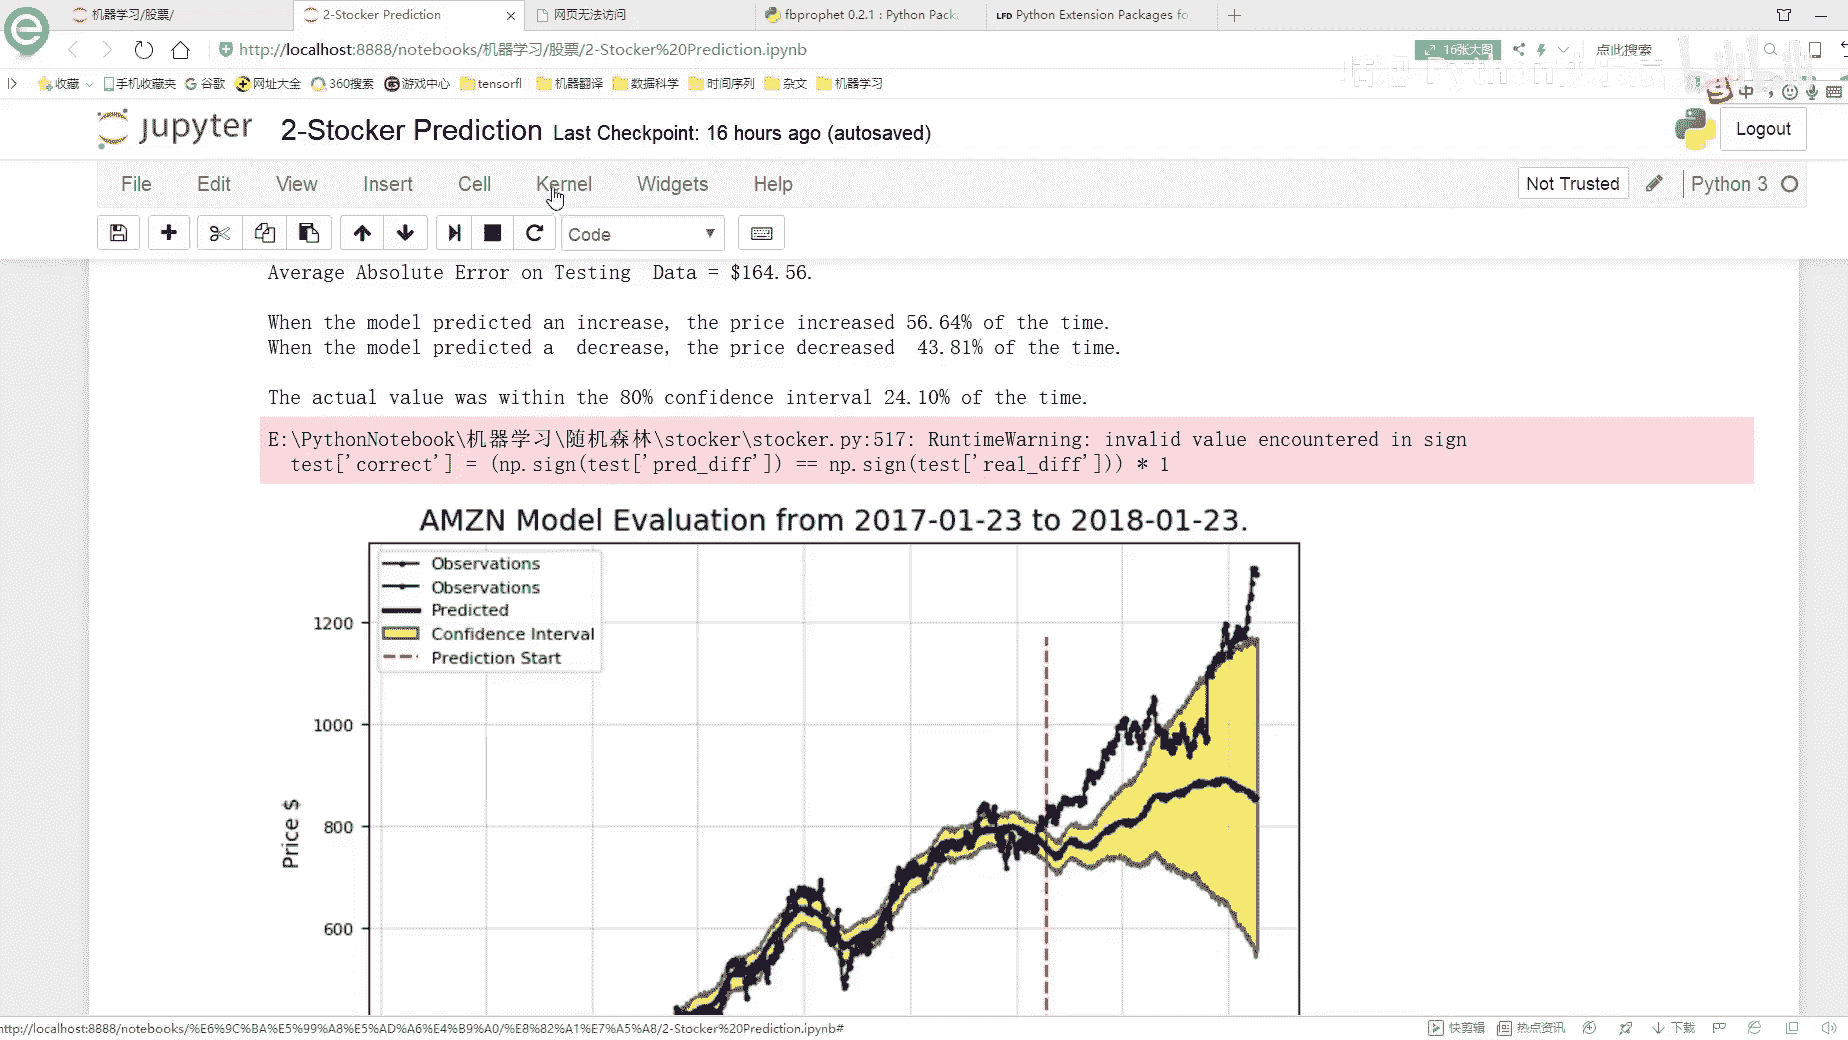 机器学习/股票/
2-Stocker Prediction
网页无法访问
fbprophet 0.2.1 : Python Pack
LFD Python Extension Packages fo
http://localhost:8888/notebooks/机器学习/股票/2-Stocker%20Prediction.ipynb
16张大图
点此搜索
收藏 手机收藏夹 谷歌 网址大全 360搜索 游戏中心 tensorfl 机器翻译 数据科学 时间序列 杂文 机器学习
中
jupyter 2-Stocker Prediction Last Checkpoint: 16 hours ago (autosaved)
Logout
File Edit View Insert Cell Kernel Widgets Help
Not Trusted Python 3
Code
Average Absolute Error on Testing  Data = $164.56.
When the model predicted an increase, the price increased 56.64% of the time.
When the model predicted a  decrease, the price decreased  43.81% of the time.
The actual value was within the 80% confidence interval 24.10% of the time.
E:\PythonNotebook\机器学习\随机森林\stocker\stocker.py:517: RuntimeWarning: invalid value encountered in sign
test['correct'] = (np.sign(test['pred_diff']) == np.sign(test['real_diff'])) * 1
AMZN Model Evaluation from 2017-01-23 to 2018-01-23.
Observations
Observations
Predicted
Confidence Interval
Prediction Start
1200
1000
800
600
Price $
http://localhost:8888/notebooks/%E6%9C%BA%E5%99%A8%E5%AD%A6%E4%B9%A0/%E8%82%A1%E7%A5%A8/2-Stocker%20Prediction.ipynb#
快剪辑 热点资讯 下载